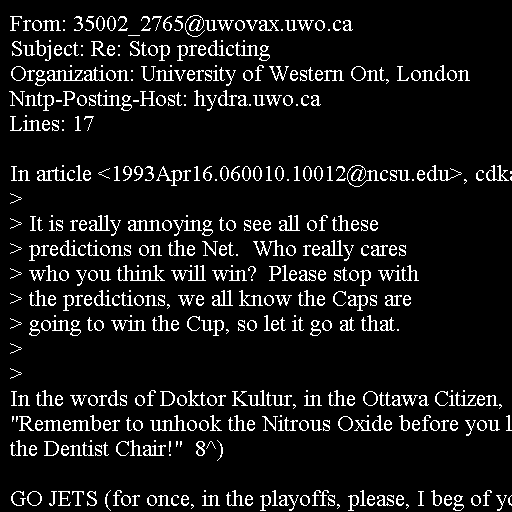 From: 35002_2765@uwovax.uwo.ca
Subject: Re: Stop predicting
Organization: University of Western Ont, London
Nntp-Posting-Host: hydra.uwo.ca
Lines: 17

In article <1993Apr16.060010.10012@ncsu.edu>,
>
> It is really annoying to see all of these
> predictions on the Net.  Who really cares
> who you think will win?  Please stop with
> the predictions, we all know the Caps are
> going to win the Cup, so let it go at that.
>
>
In the words of Doktor Kultur, in the Ottawa Citizen,
"Remember to unhook the Nitrous Oxide before you
the Dentist Chair!"  8^)

GO JETS (for once, in the playoffs, please, I beg of